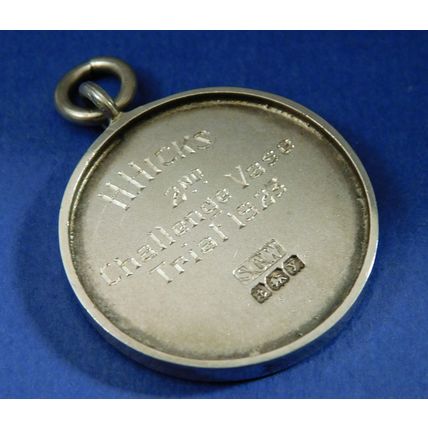 H HICKS
2ND
Challenge Vase
Trial 1923